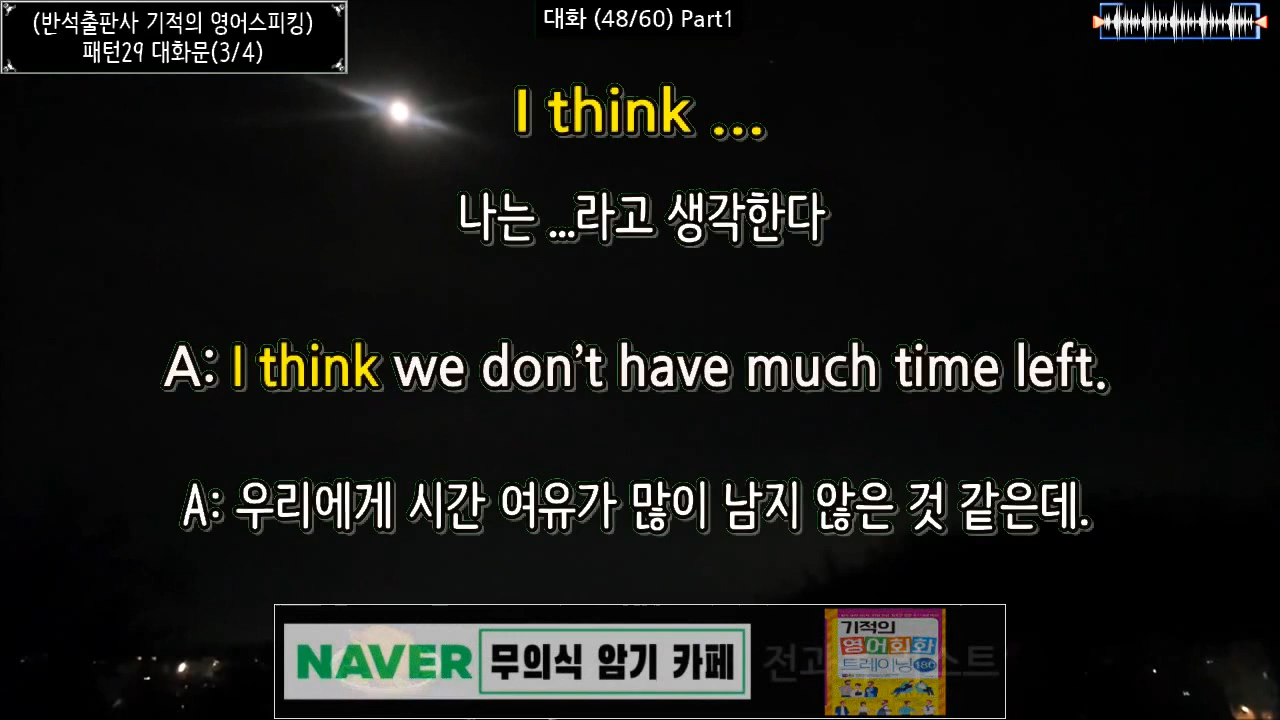 (반석출판사 기적의 영어스피킹)
패턴29 대화문(3/4)
대화 (48/60) Part1
I think ...
나는 ...라고 생각한다
A: I think we don't have much time left.
A: 우리에게 시간 여유가 많이 남지 않은 것 같은데.
NAVER 무의식 암기 카페
기적의
영어회화
트레이닝 186